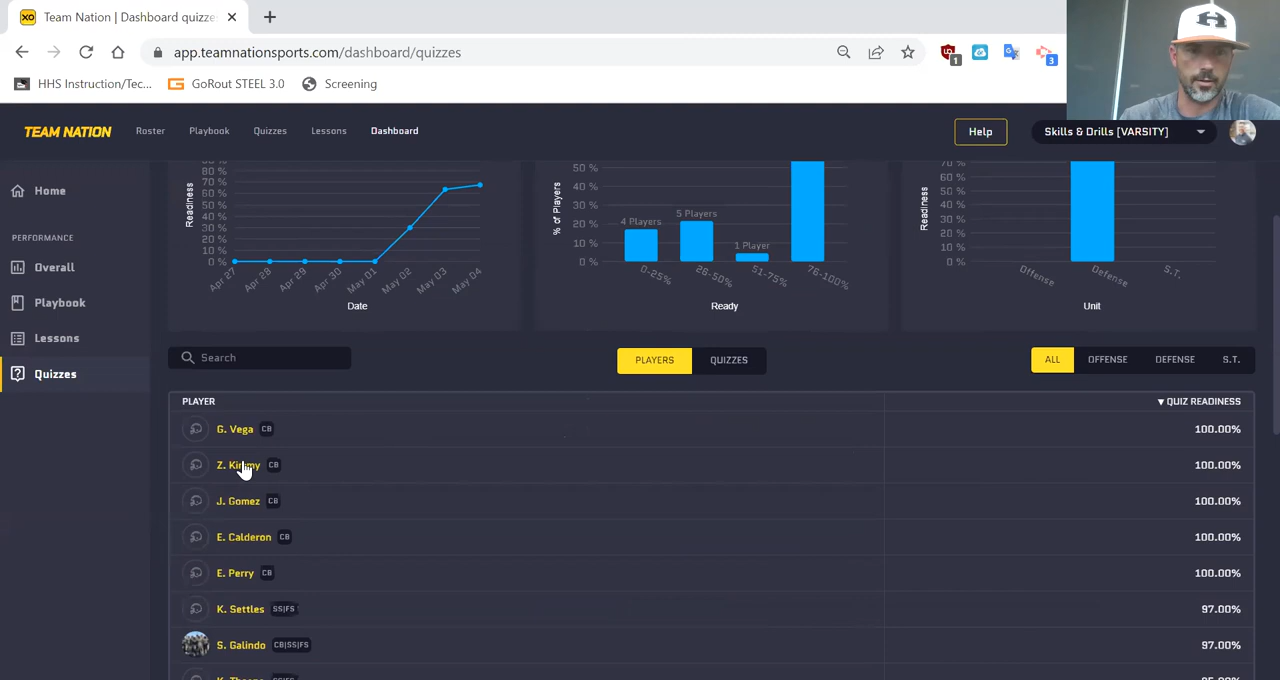 Team Nation | Dashboard quizze
app.teamnationsports.com/dashboard/quizzes
1
3
HHS Instruction/Tec...
GoRout STEEL 3.0
Screening
TEAM NATION
Roster
Playbook
Quizzes
Lessons
Dashboard
Help
Skills & Drills [VARSITY]
Home
PERFORMANCE
Overall
Playbook
Lessons
Quizzes
Readiness
80 %
70 %
60 %
50 %
40 %
30 %
20 %
10 %
0 %
Apr 27
Apr 28
Apr 29
Apr 30
May 01
May 02
May 03
May 04
Date
% of Players
50 %
40 %
30 %
20 %
10 %
0 %
4 Players
5 Players
1 Player
0-25%
26-50%
51-75%
76-100%
Ready
Readiness
70 %
60 %
50 %
40 %
30 %
20 %
10 %
0 %
Offense
Defense
S.T.
Unit
Search
PLAYERS
QUIZZES
ALL
OFFENSE
DEFENSE
S.T.
PLAYER
▼ QUIZ READINESS
G. Vega CB 100.00%
Z. Kimmy CB 100.00%
J. Gomez CB 100.00%
E. Calderon CB 100.00%
E. Perry CB 100.00%
K. Settles SS|FS 97.00%
S. Galindo CB|SS|FS 97.00%